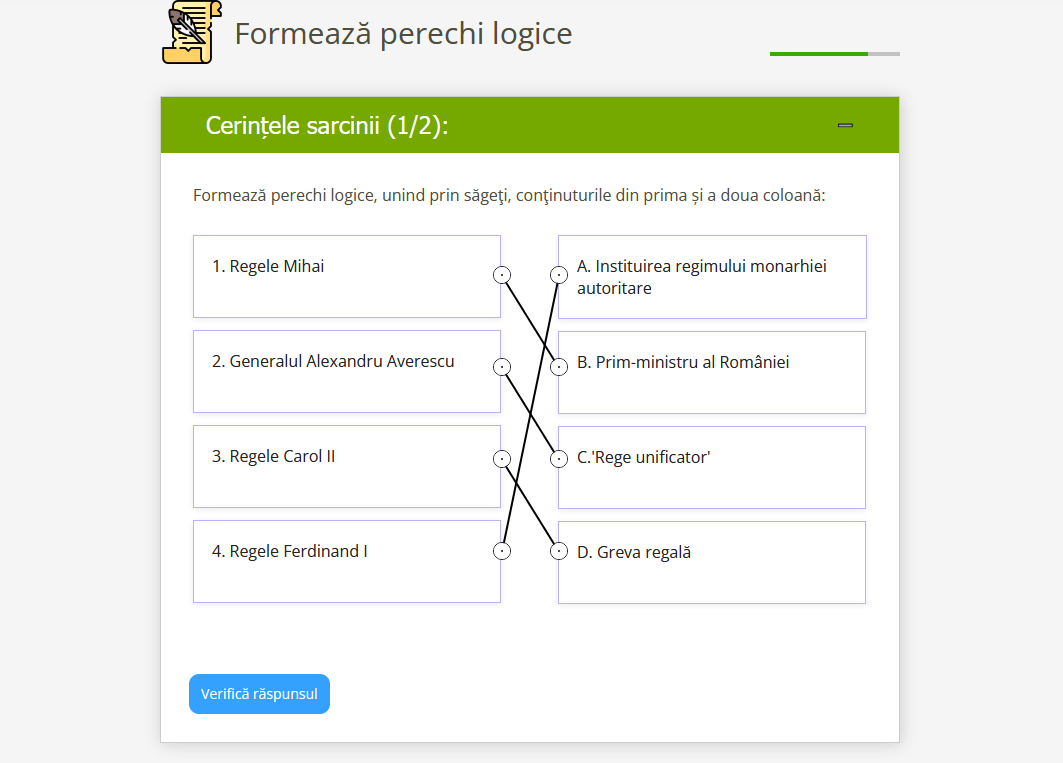 Formează perechi logice
Cerințele sarcinii (1/2):
Formează perechi logice, unind prin săgeţi, conţinuturile din prima și a doua coloană:
1. Regele Mihai
A. Instituirea regimului monarhiei
autoritare
2. Generalul Alexandru Averescu
B. Prim-ministru al României
3. Regele Carol II
C.'Rege unificator'
4. Regele Ferdinand I
D. Greva regală
Verifică răspunsul